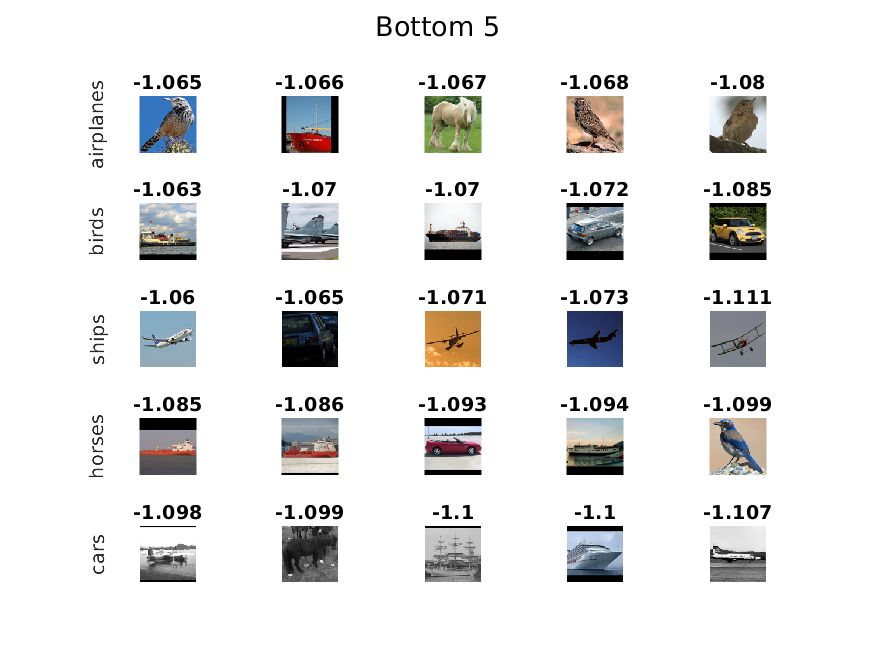 Bottom 5
airplanes
-1.065 -1.066 -1.067 -1.068 -1.08
birds
-1.063 -1.07 -1.07 -1.072 -1.085
ships
-1.06 -1.065 -1.071 -1.073 -1.111
horses
-1.085 -1.086 -1.093 -1.094 -1.099
cars
-1.098 -1.099 -1.1 -1.1 -1.107